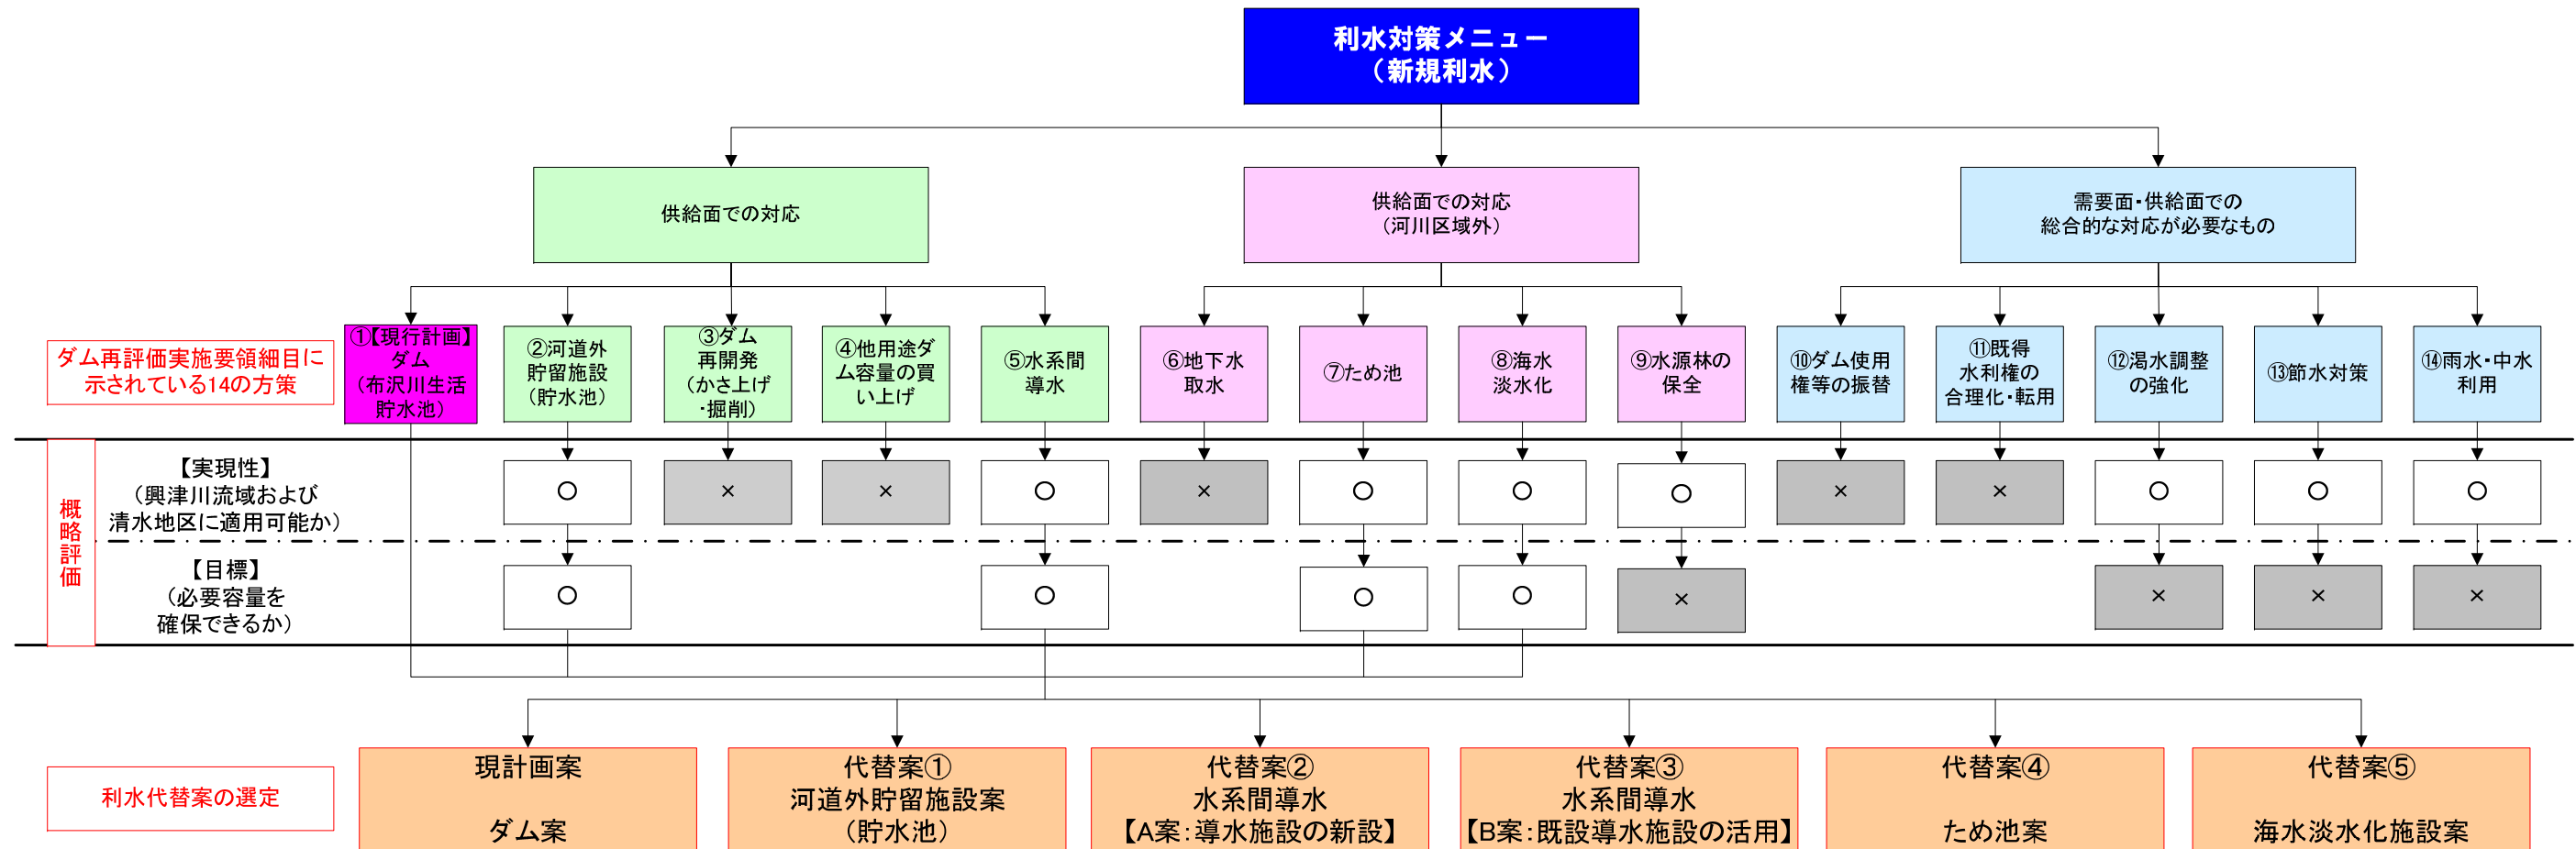 利水対策メニュー
（新規利水）
供給面での対応
供給面での対応
（河川区域外）
需要面・供給面での
総合的な対応が必要なもの
ダム再評価実施要領細目に
示されている14の方策
①【現行計画】
ダム
（布沢川生活
貯水池）
②河道外
貯留施設
（貯水池）
③ダム
再開発
（かさ上げ
・掘削）
④他用途ダ
ム容量の買
い上げ
⑤水系間
導水
⑥地下水
取水
⑦ため池
⑧海水
淡水化
⑨水源林の
保全
⑩ダム使用
権等の振替
⑪既得
水利権の
合理化・転用
⑫渇水調整
の強化
⑬節水対策
⑭雨水・中水
利用
概略評価
【実現性】
（興津川流域および
清水地区に適用可能か）
○
×
×
○
×
○
○
○
×
×
○
○
○
【目標】
（必要容量を
確保できるか）
○
○
○
○
×
×
×
×
利水代替案の選定
現計画案
ダム案
代替案①
河道外貯留施設案
（貯水池）
代替案②
水系間導水
【A案：導水施設の新設】
代替案③
水系間導水
【B案：既設導水施設の活用】
代替案④
ため池案
代替案⑤
海水淡水化施設案